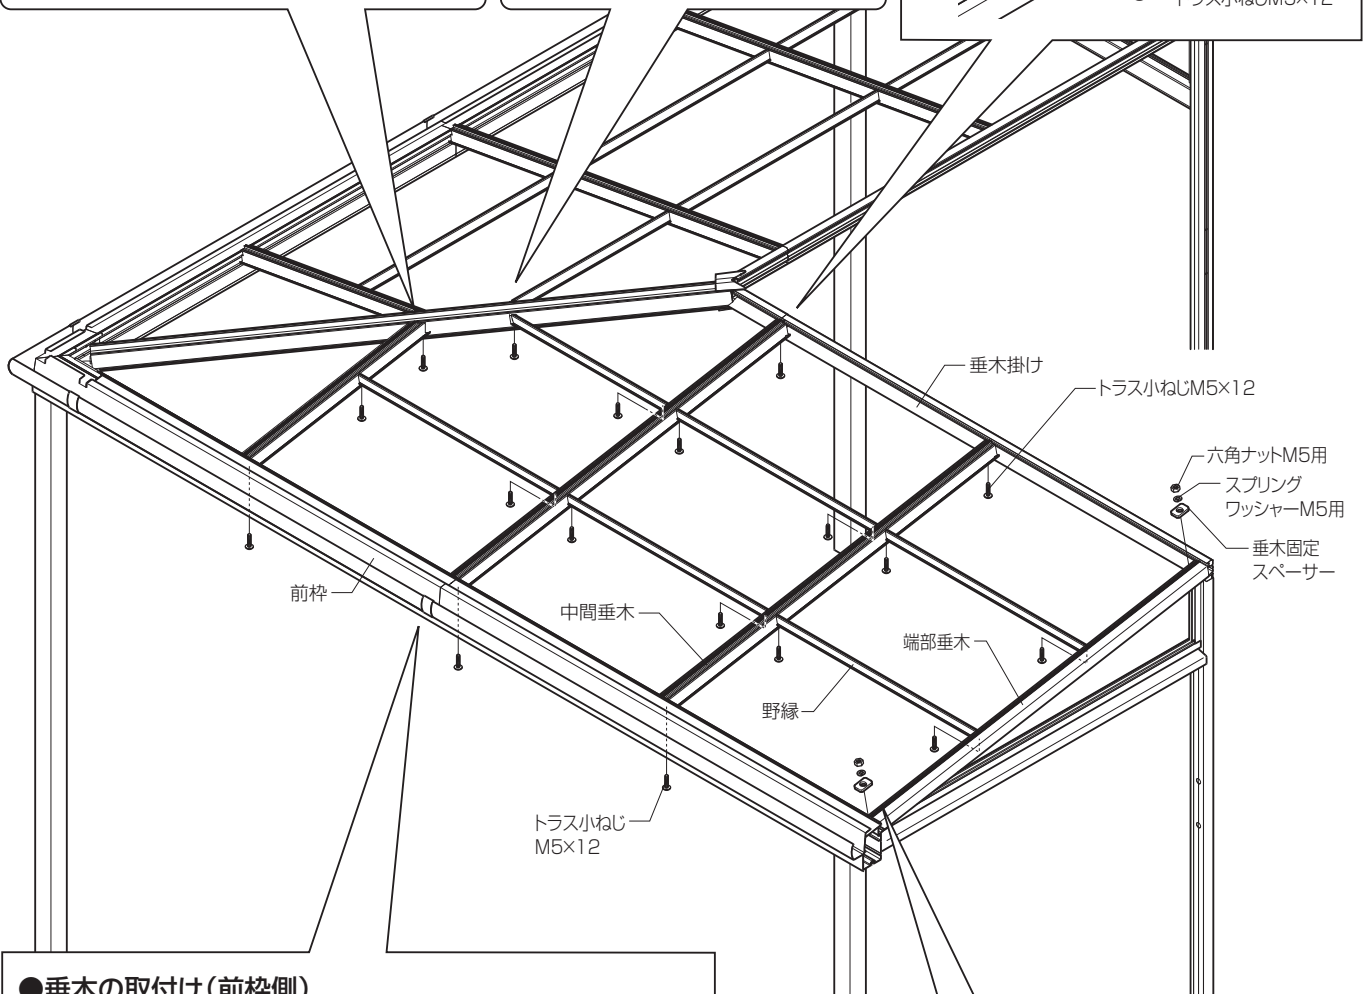 トラス小ねじM5×12
垂木掛け
トラス小ねじM5×12
六角ナットM5用
スプリング
ワッシャーM5用
垂木固定
スペーサー
前枠
中間垂木
端部垂木
野縁
トラス小ねじ
M5×12
●垂木の取付け(前枠側)